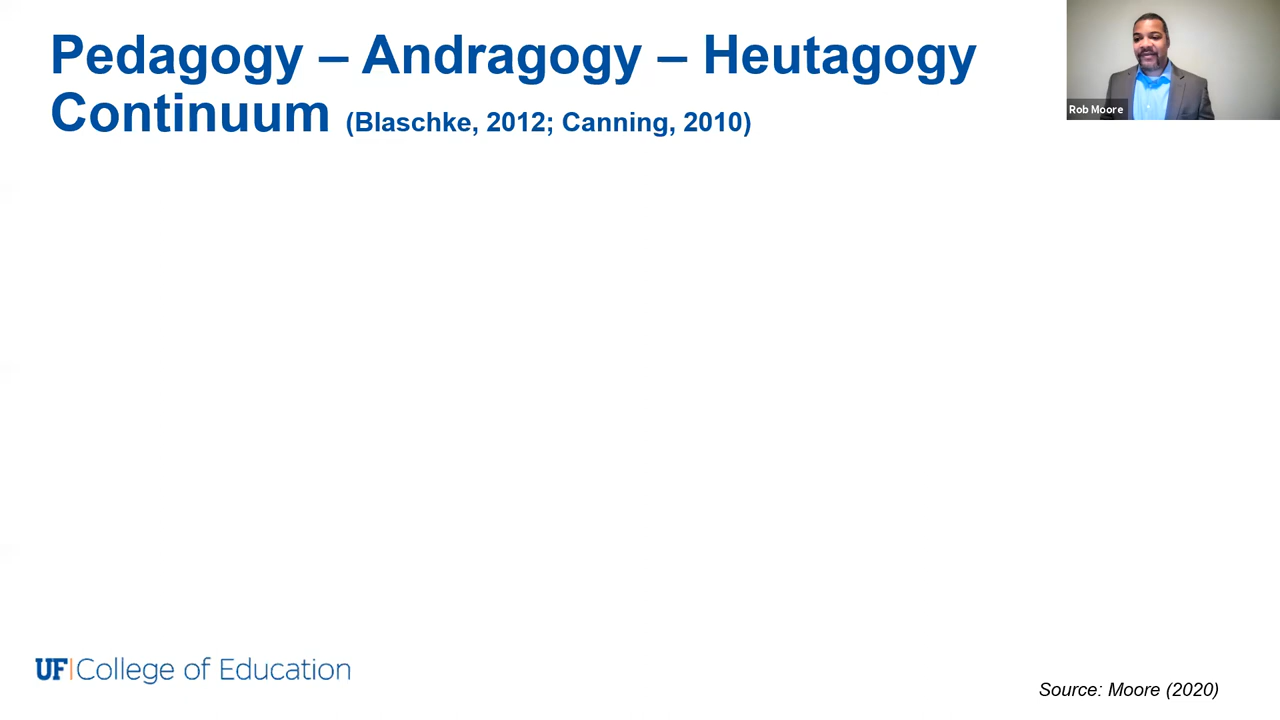 Pedagogy – Andragogy – Heutagogy
Continuum (Blaschke, 2012; Canning, 2010)
Rob Moore
UF College of Education
Source: Moore (2020)